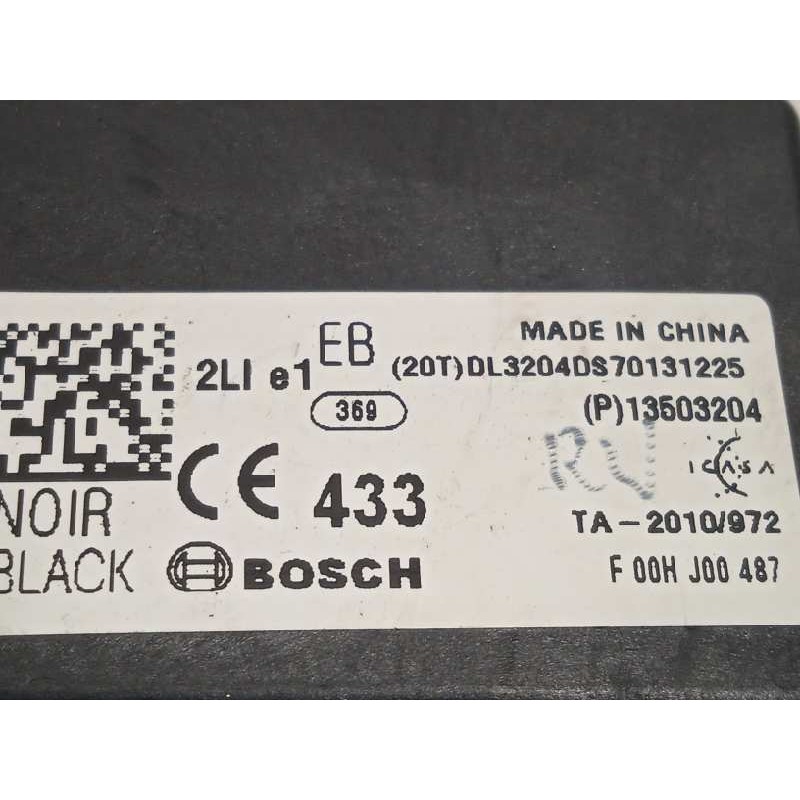 MADE IN CHINA
2LI e1 EB (20T)DL3204DS70131225
369 (P)13503204
ICASA
CE 433
NOIR TA-2010/972
BLACK BOSCH F 00H J00 487